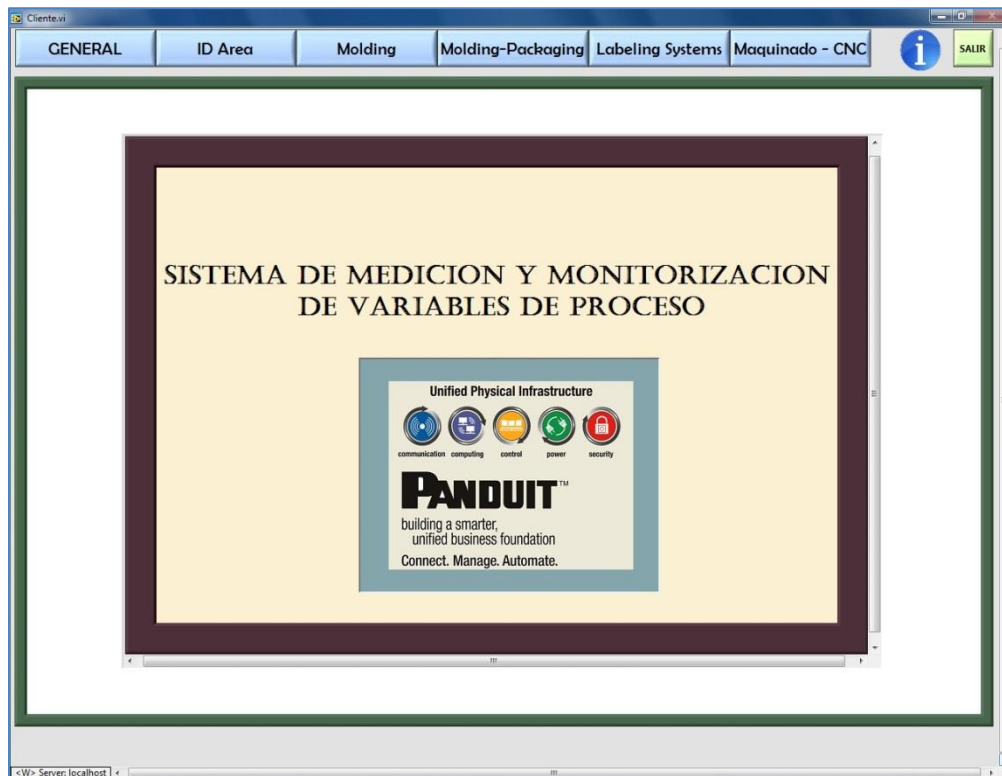 Cliente.vi
GENERAL ID Area Molding Molding-Packaging Labeling Systems Maquinado - CNC i SALIR
SISTEMA DE MEDICION Y MONITORIZACION
DE VARIABLES DE PROCESO
Unified Physical Infrastructure
communication computing control power security
PANDUIT™
building a smarter,
unified business foundation
Connect. Manage. Automate.
<W> Server: localhost